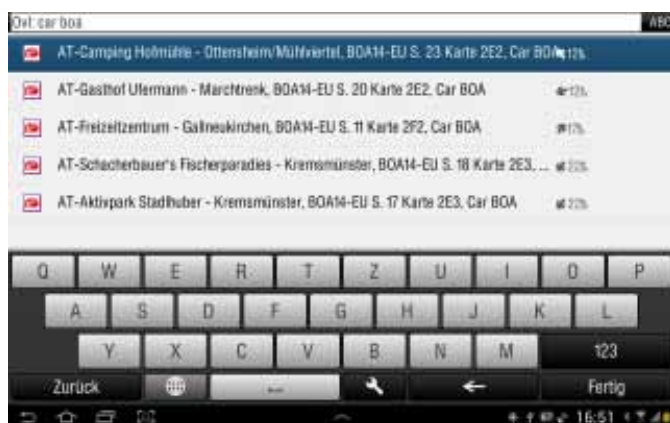 Ovl: car boa ABC
AT-Camping Hofmühle - Ottensheim/Mühlviertel, BOA14-EU S. 23 Karte 2E2, Car BOA
AT-Gasthof Ufermann - Marchtrenk, BOA14-EU S. 20 Karte 2E2, Car BOA
AT-Freizeitzentrum - Gallneukirchen, BOA14-EU S. 11 Karte 2F2, Car BOA
AT-Schacherbauer's Fischerparadies - Kremsmünster, BOA14-EU S. 18 Karte 2E3, ...
AT-Aktivpark Stadlhuber - Kremsmünster, BOA14-EU S. 17 Karte 2E3, Car BOA
Q W E R T Z U I O P
A S D F G H J K L
Y X C V B N M 123
Zurück Fertig
16:51